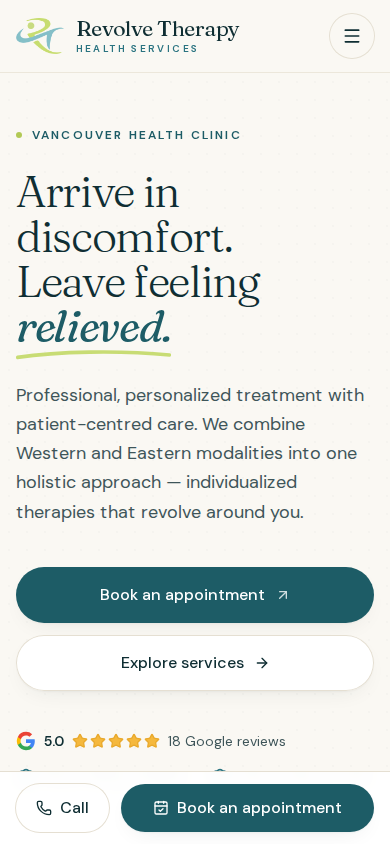 Revolve Therapy
HEALTH SERVICES
VANCOUVER HEALTH CLINIC
Arrive in
discomfort.
Leave feeling
relieved.
Professional, personalized treatment with
patient-centred care. We combine
Western and Eastern modalities into one
holistic approach — individualized
therapies that revolve around you.
Book an appointment
Explore services
5.0 18 Google reviews
Call Book an appointment